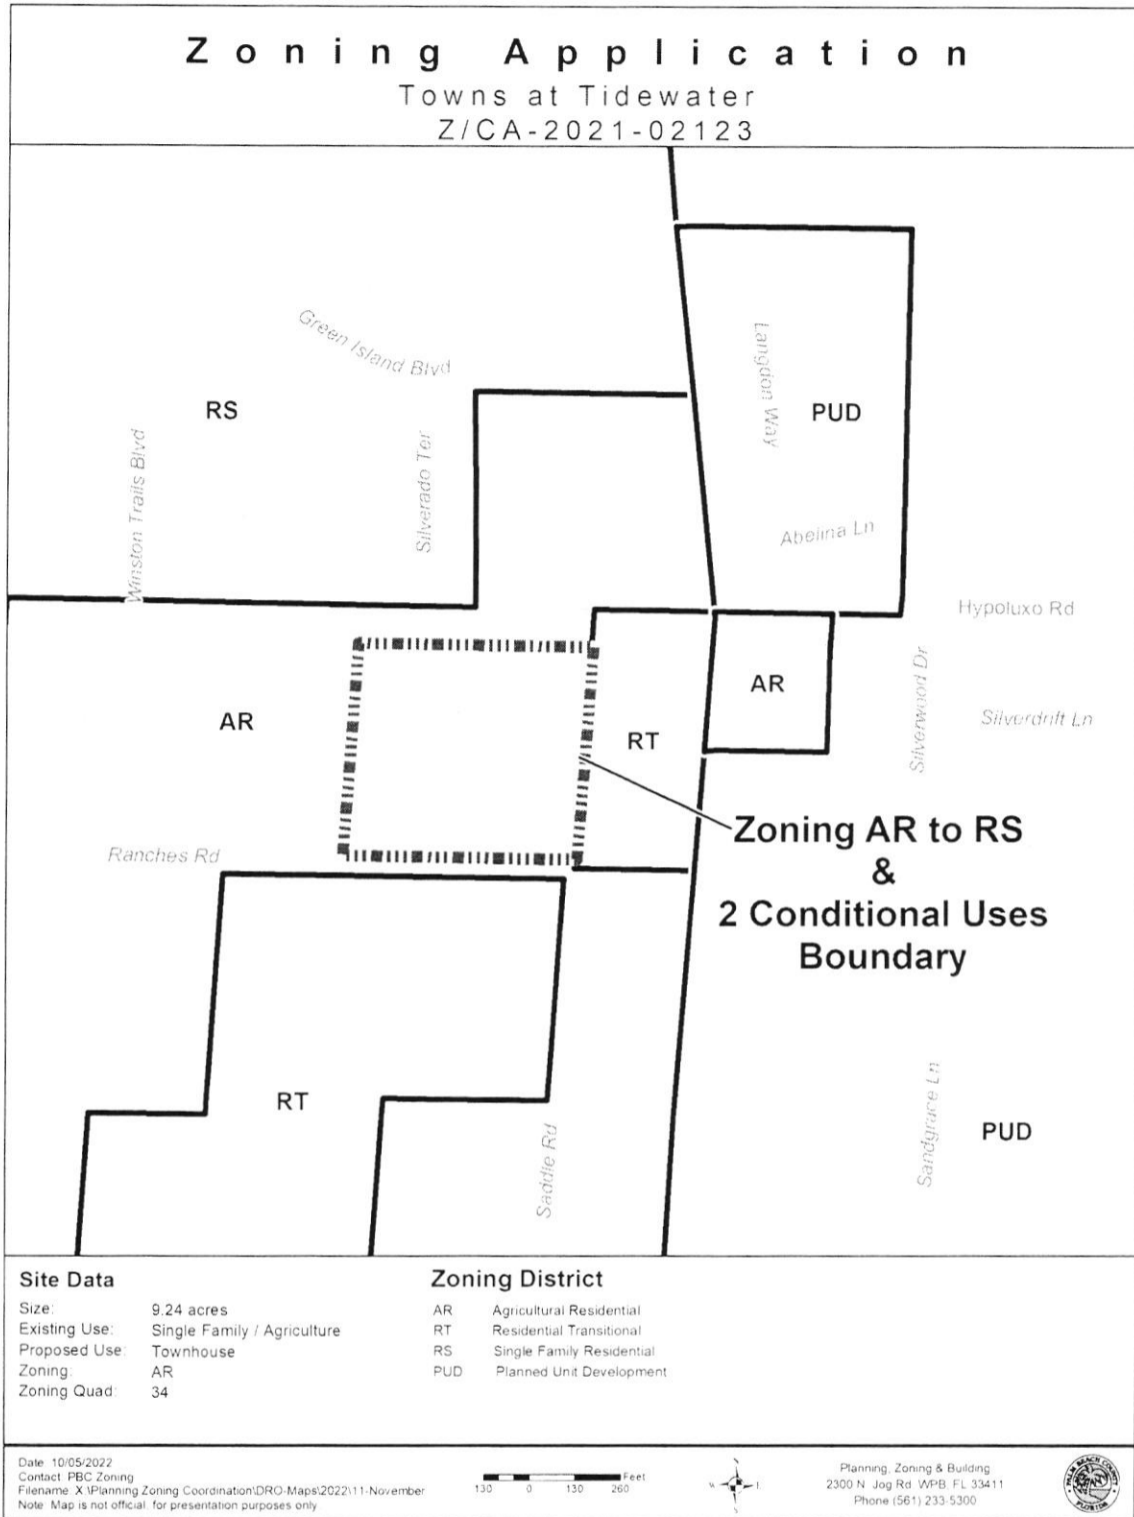 Zoning Application
Towns at Tidewater
Z/CA-2021-02123
Green Island Blvd
Langdon Way
RS
PUD
Winston Trails Blvd
Silverado Ter
Abelina Ln
Hypoluxo Rd
AR
Silverwood Dr
Silverdrift Ln
AR
RT
Zoning AR to RS
&
2 Conditional Uses
Boundary
Ranches Rd
RT
Saddle Rd
Sandgrace Ln
PUD
Site Data
Size: 9.24 acres
Existing Use: Single Family / Agriculture
Proposed Use: Townhouse
Zoning: AR
Zoning Quad: 34
Zoning District
AR Agricultural Residential
RT Residential Transitional
RS Single Family Residential
PUD Planned Unit Development
Date 10/05/2022
Contact PBC Zoning
Filename X \Planning Zoning Coordination\DRO-Maps\2022\11-November
Note Map is not official for presentation purposes only
Feet
130 0 130 260
Planning, Zoning & Building
2300 N Jog Rd WPB, FL 33411
Phone (561) 233-5300
PALM BEACH COUNTY
FLORIDA